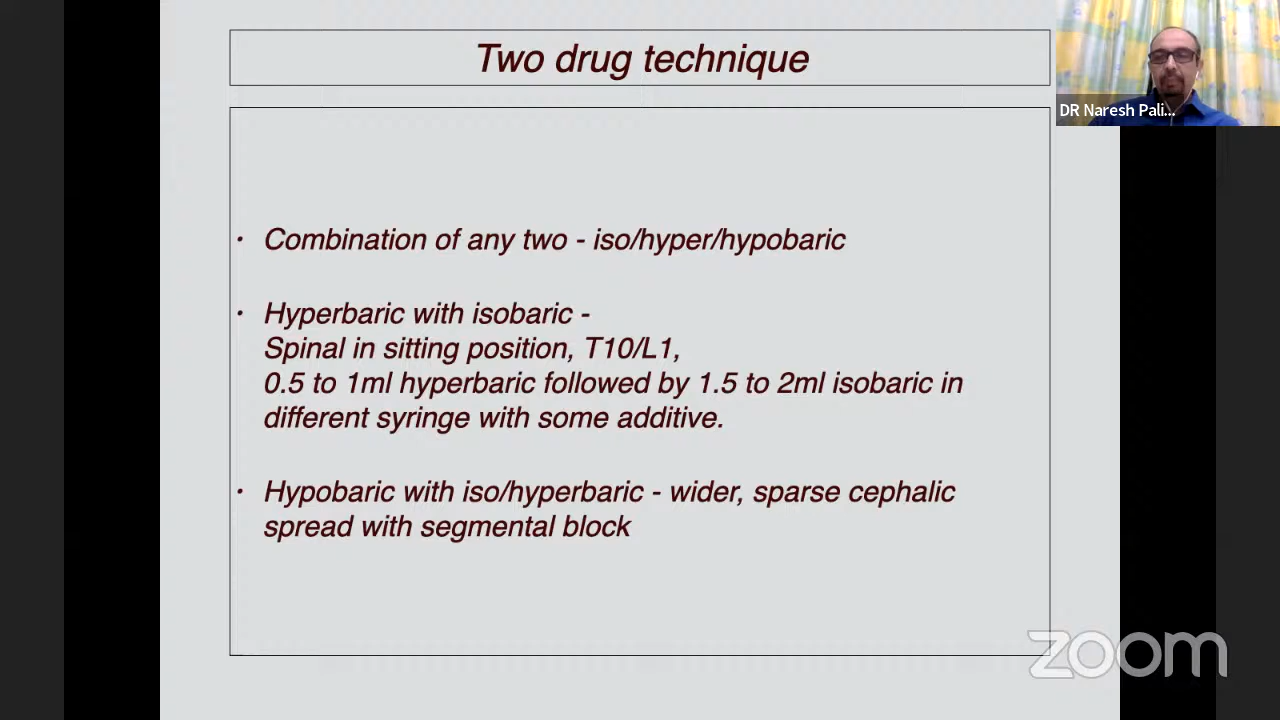 Two drug technique
DR Naresh Pali...
• Combination of any two - iso/hyper/hypobaric
• Hyperbaric with isobaric -
Spinal in sitting position, T10/L1,
0.5 to 1ml hyperbaric followed by 1.5 to 2ml isobaric in
different syringe with some additive.
• Hypobaric with iso/hyperbaric - wider, sparse cephalic
spread with segmental block
zoom